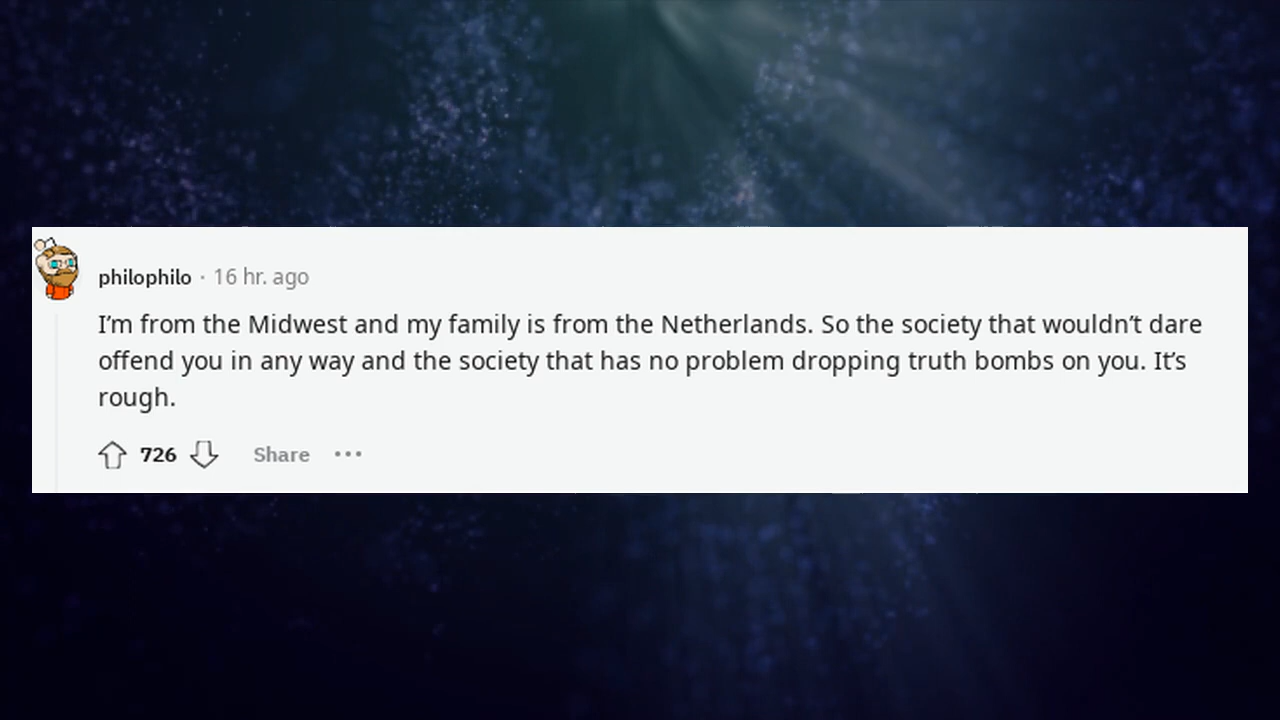 philophilo · 16 hr. ago
I’m from the Midwest and my family is from the Netherlands. So the society that wouldn’t dare
offend you in any way and the society that has no problem dropping truth bombs on you. It’s
rough.
726 Share ···